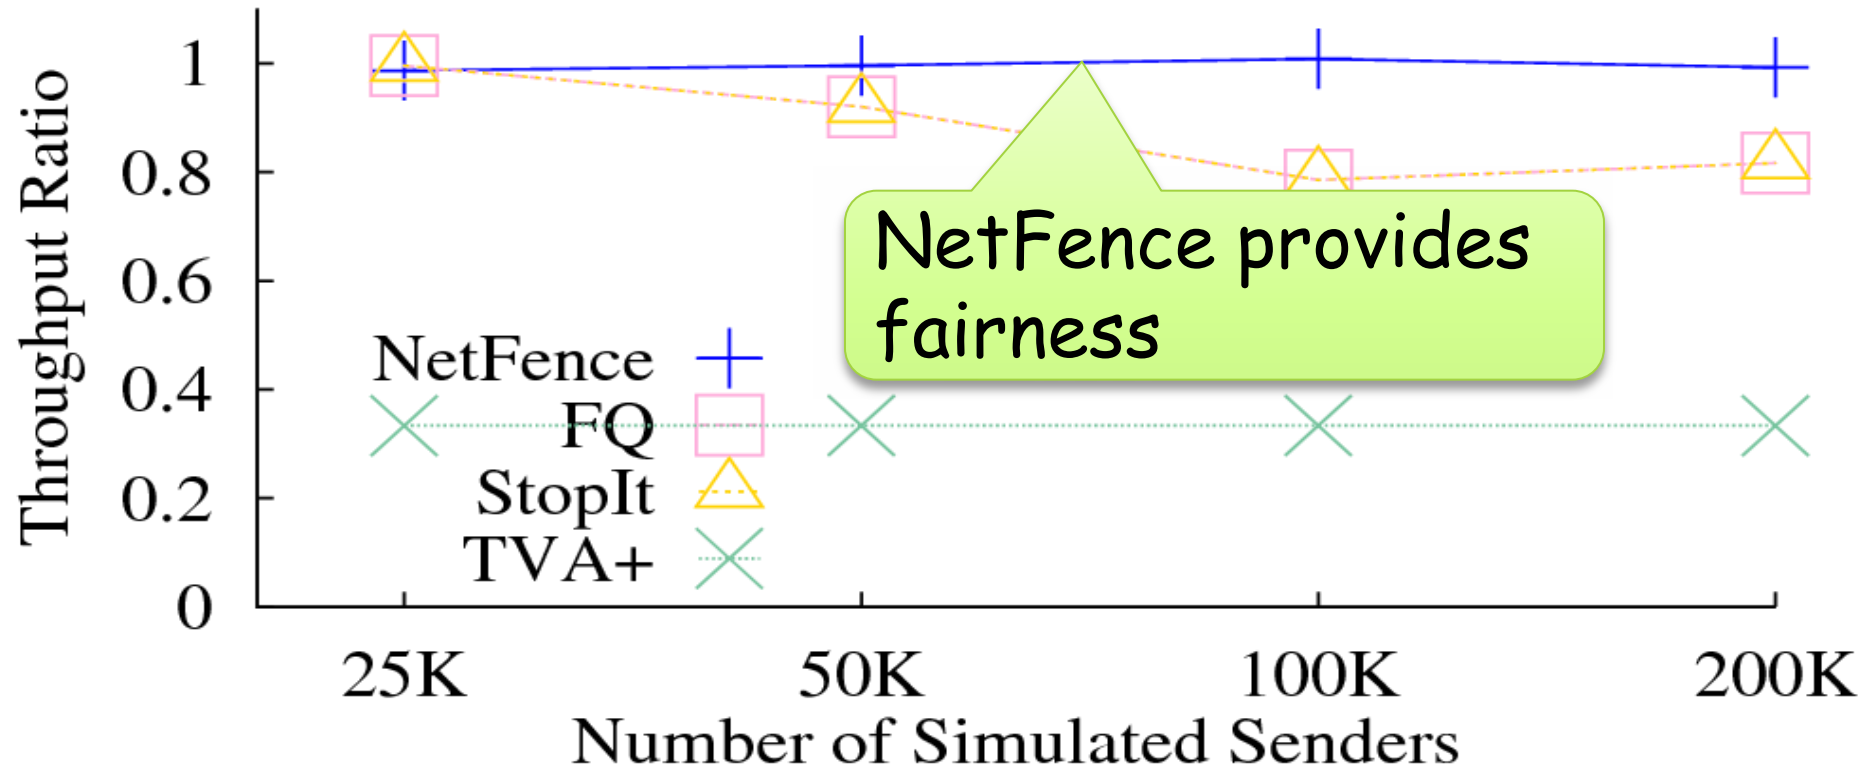 Throughput Ratio
1
0.8
0.6
0.4
0.2
0
NetFence provides
fairness
NetFence
FQ
StopIt
TVA+
25K 50K 100K 200K
Number of Simulated Senders